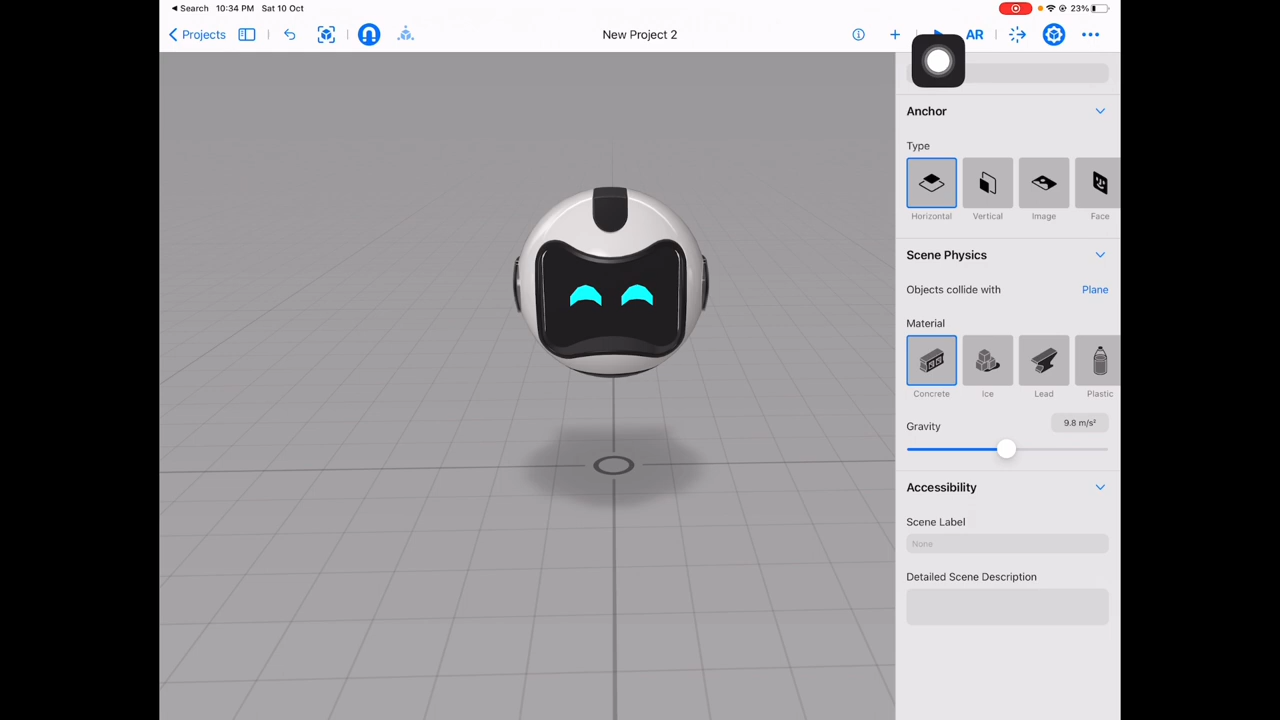 Search 10:34 PM Sat 10 Oct 23%
Projects New Project 2 AR
Anchor
Type
Horizontal Vertical Image Face
Scene Physics
Objects collide with Plane
Material
Concrete Ice Lead Plastic
Gravity 9.8 m/s²
Accessibility
Scene Label
None
Detailed Scene Description